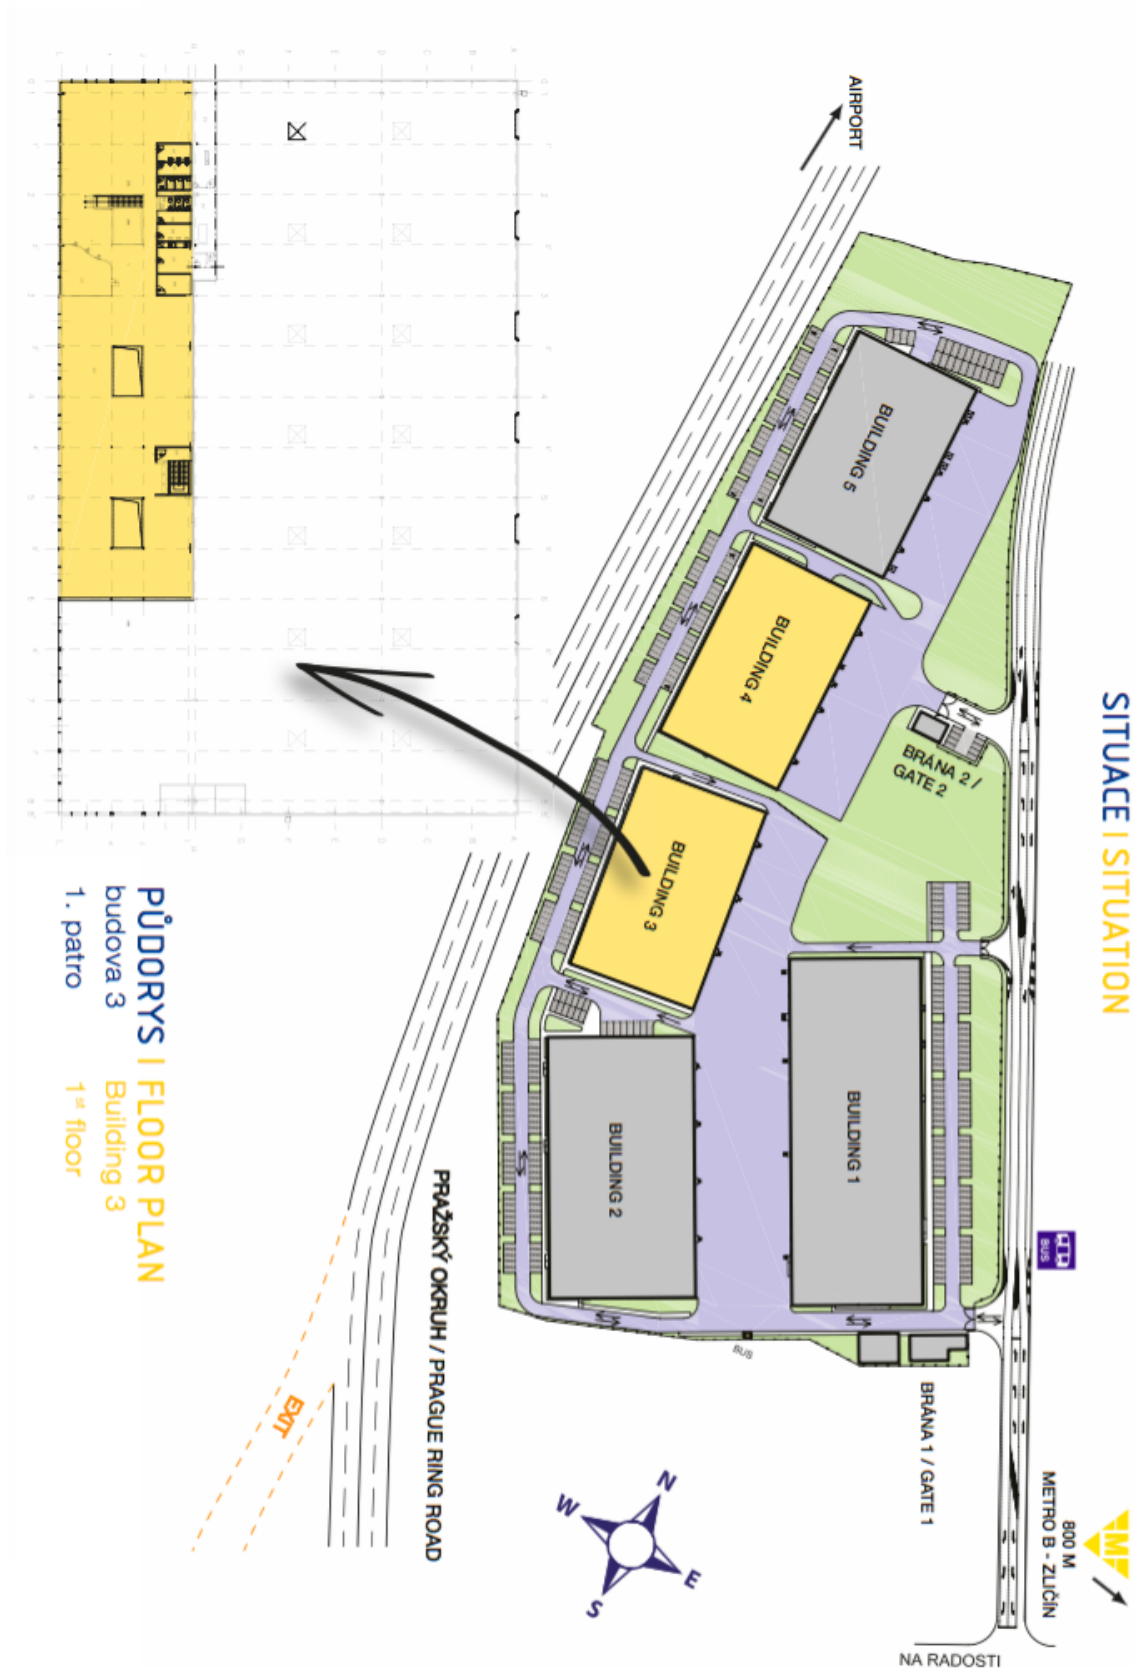 SITUACE | SITUATION
AIRPORT
BUILDING 5
BUILDING 4
BRÁNA 2 /
GATE 2
BUILDING 3
BUILDING 1
BUILDING 2
BUS
BUS
BRÁNA 1 / GATE 1
PRAŽSKÝ OKRUH / PRAGUE RING ROAD
EXIT
N
W
E
S
M
800 M
METRO B - ZLIČÍN
NA RADOSTI
PŮDORYS | FLOOR PLAN
budova 3 Building 3
1. patro 1st floor